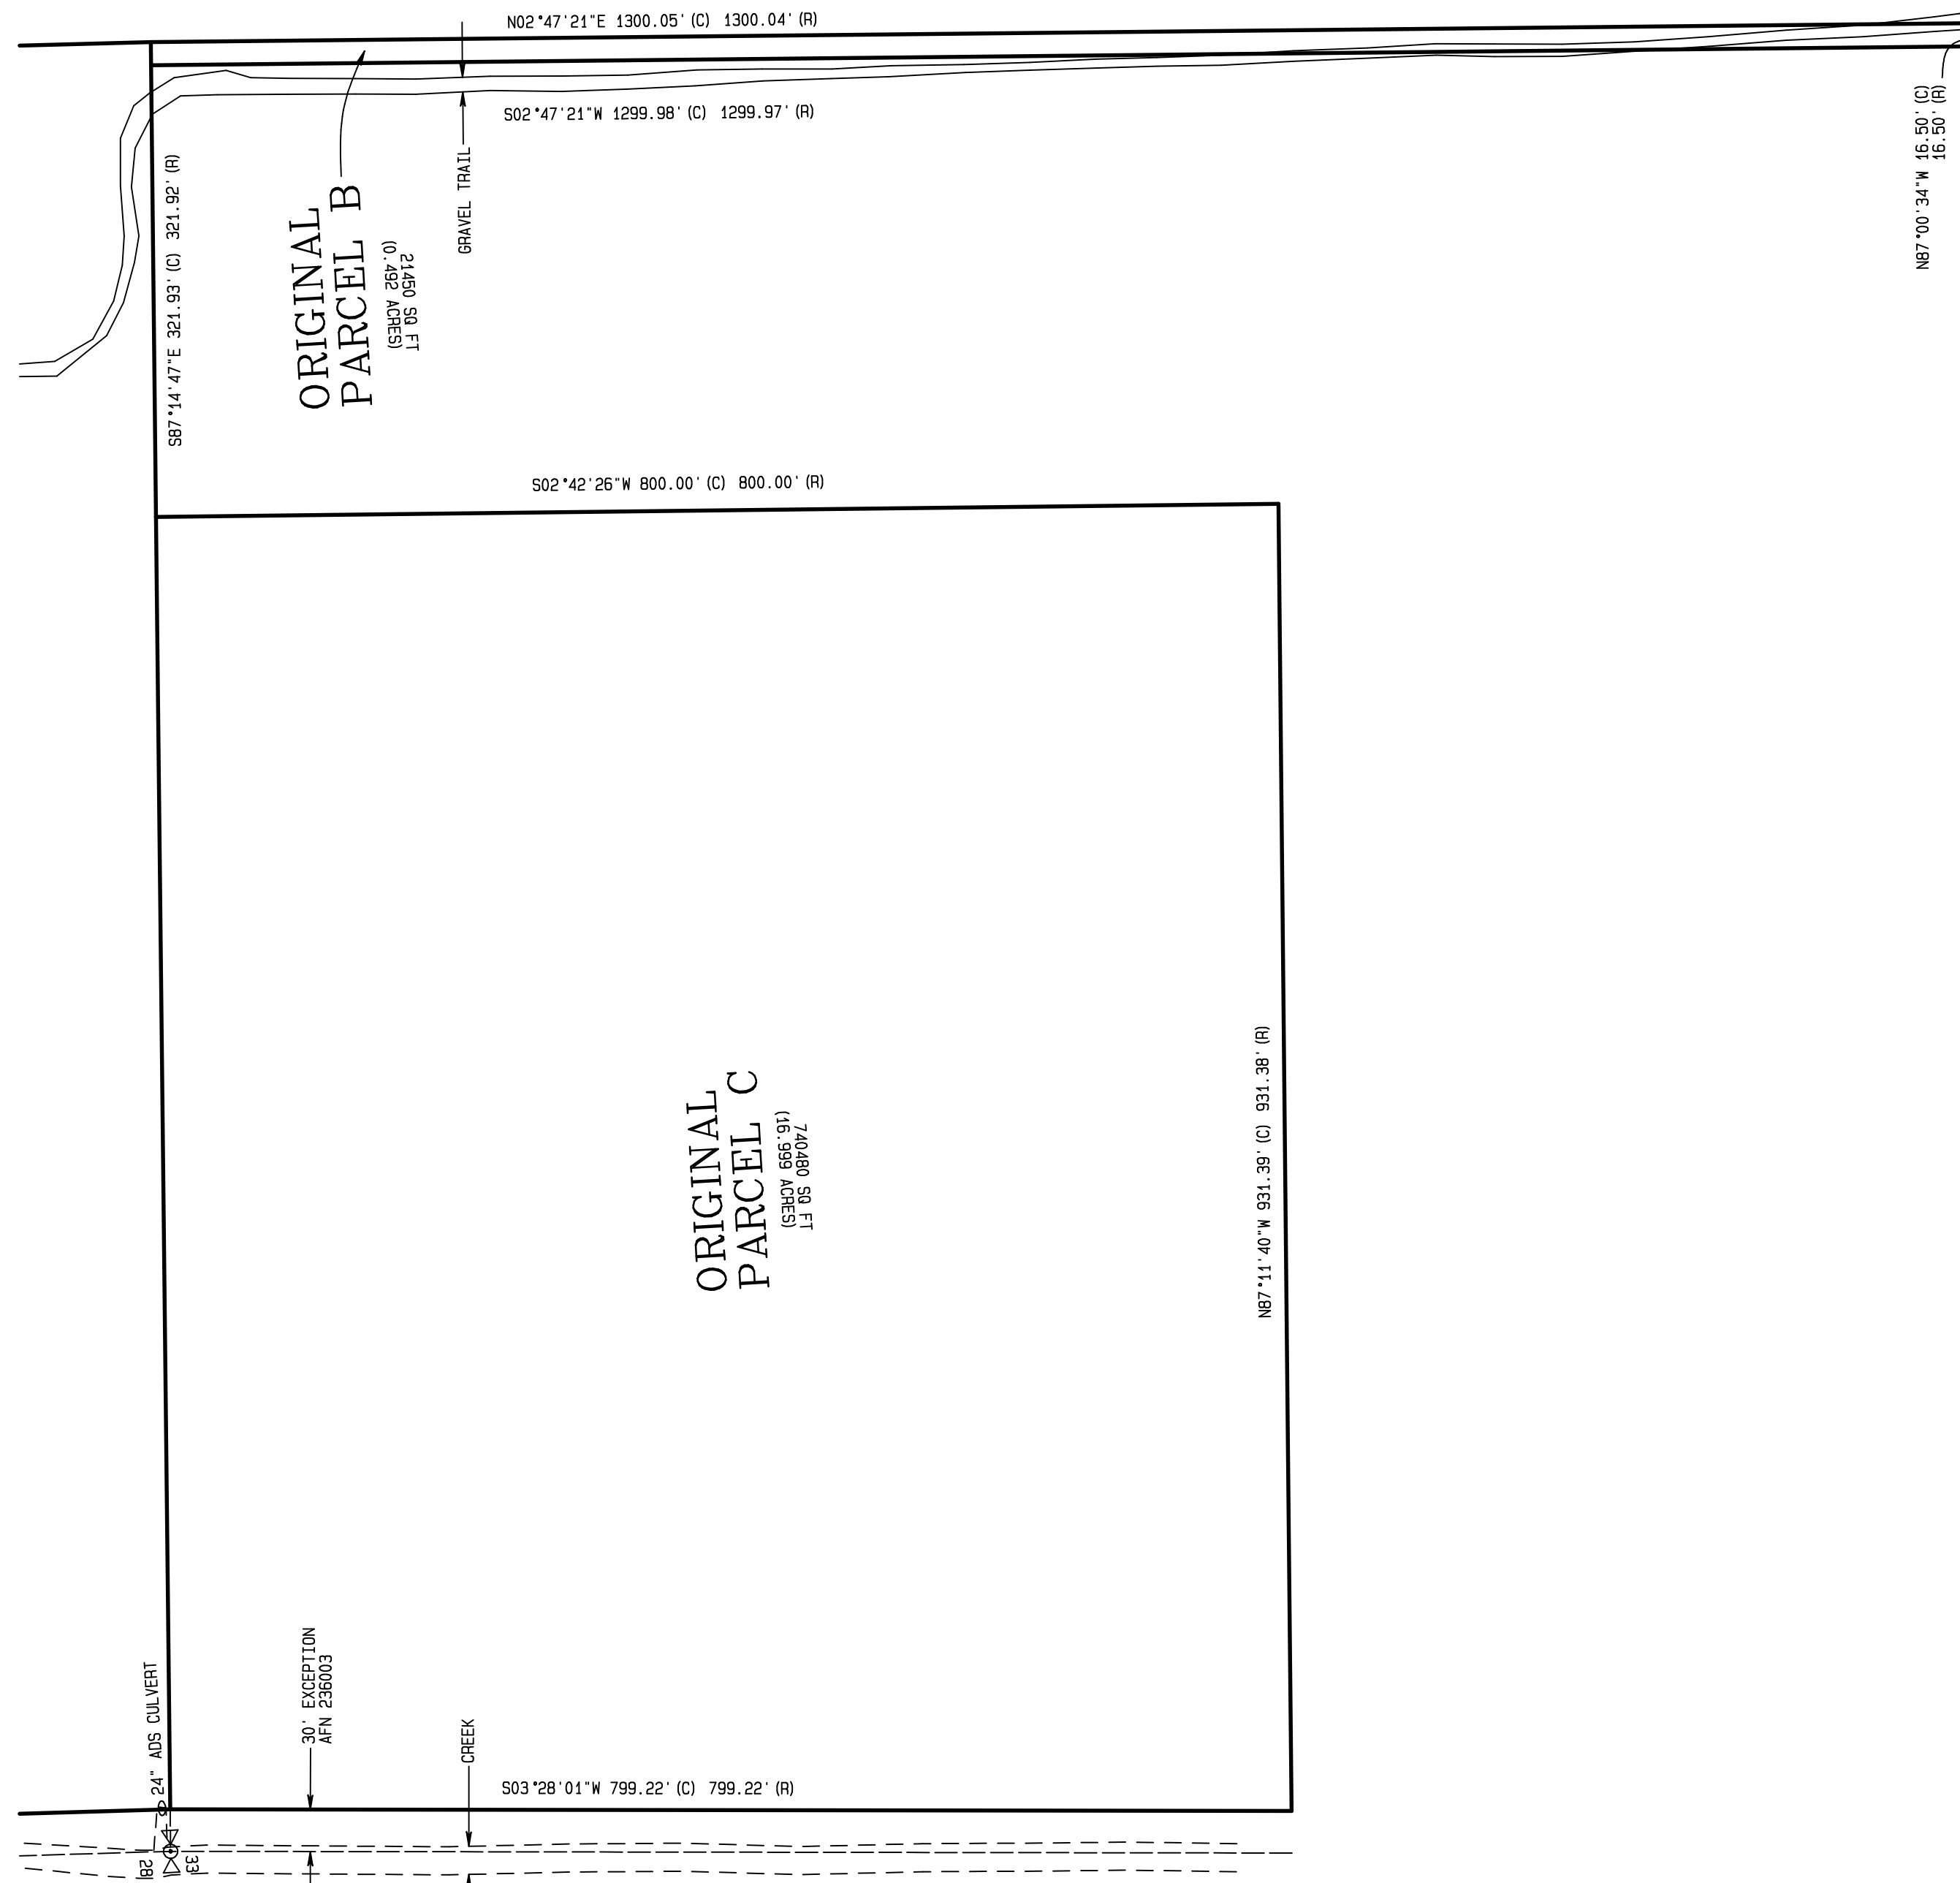 N02°47'21"E 1300.05' (C) 1300.04' (R)
S02°47'21"W 1299.98' (C) 1299.97' (R)
N87°00'34"W 16.50' (C)
16.50' (R)
S87°14'47"E 321.93' (C) 321.92' (R)
ORIGINAL
PARCEL B
21450 SQ FT
(0.492 ACRES)
GRAVEL TRAIL
S02°42'26"W 800.00' (C) 800.00' (R)
ORIGINAL
PARCEL C
740480 SQ FT
(16.999 ACRES)
N87°11'40"W 931.39' (C) 931.38' (R)
24" ADS CULVERT
30' EXCEPTION
AFN 236003
CREEK
S03°28'01"W 799.22' (C) 799.22' (R)
28
33